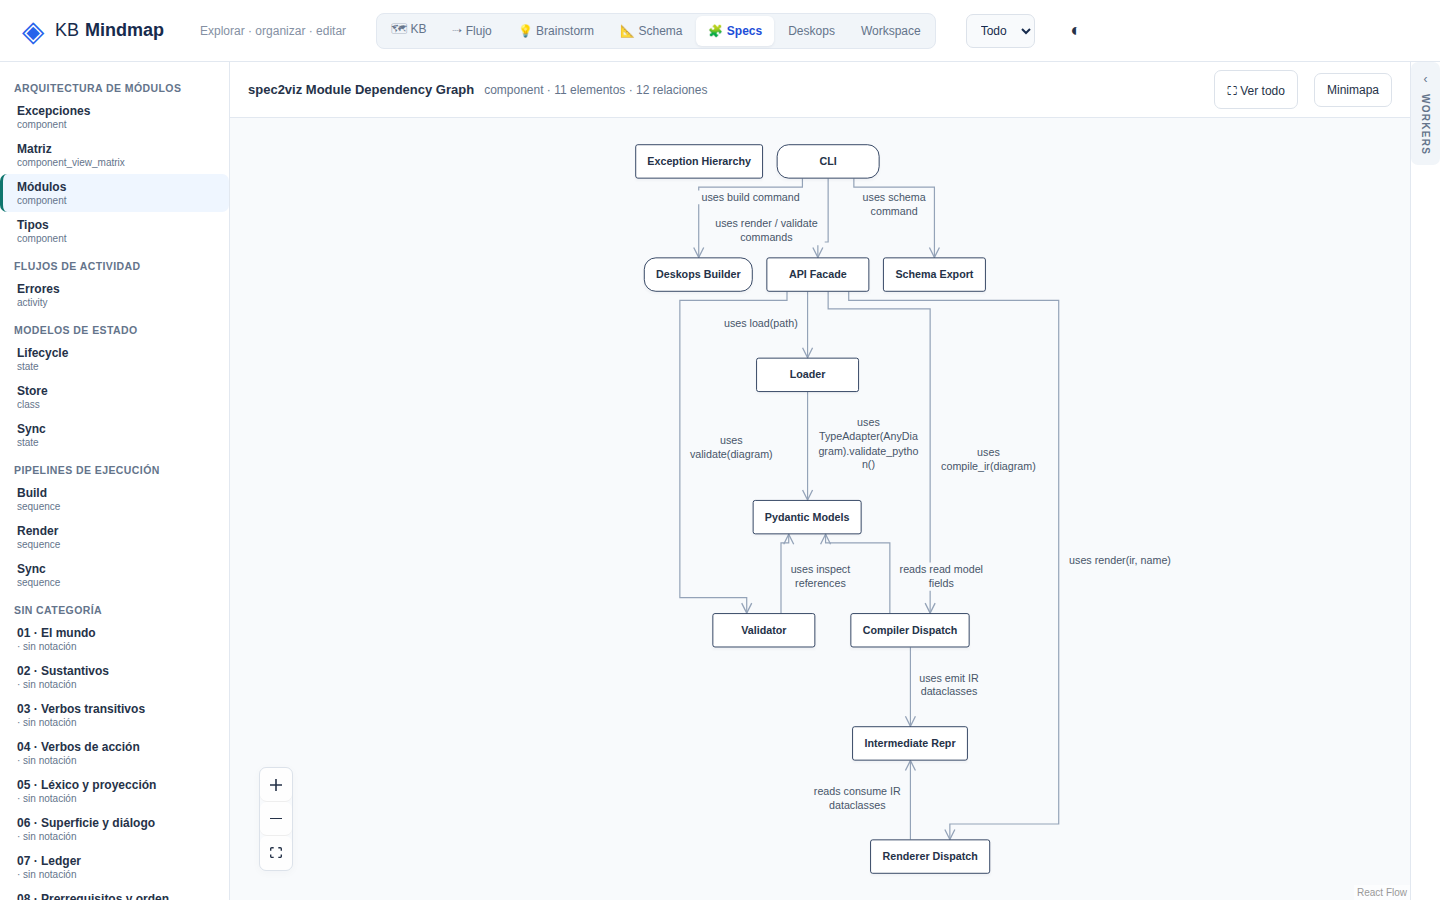 KB Mindmap
Explorar · organizar · editar
KB
Flujo
Brainstorm
Schema
Specs
Deskops
Workspace
Todo
ARQUITECTURA DE MÓDULOS
Excepciones
component
Matriz
component_view_matrix
Módulos
component
Tipos
component
FLUJOS DE ACTIVIDAD
Errores
activity
MODELOS DE ESTADO
Lifecycle
state
Store
class
Sync
state
PIPELINES DE EJECUCIÓN
Build
sequence
Render
sequence
Sync
sequence
SIN CATEGORÍA
01 · El mundo
· sin notación
02 · Sustantivos
· sin notación
03 · Verbos transitivos
· sin notación
04 · Verbos de acción
· sin notación
05 · Léxico y proyección
· sin notación
06 · Superficie y diálogo
· sin notación
07 · Ledger
· sin notación
08 · Prerrequisitos y orden
spec2viz Module Dependency Graph
component · 11 elementos · 12 relaciones
Ver todo
Minimapa
WORKERS
Exception Hierarchy
CLI
uses build command
uses schema
command
uses render / validate
commands
Deskops Builder
API Facade
Schema Export
uses load(path)
Loader
uses
TypeAdapter(AnyDia
gram).validate_pytho
n()
uses
validate(diagram)
uses
compile_ir(diagram)
Pydantic Models
uses render(ir, name)
uses inspect
references
reads read model
fields
Validator
Compiler Dispatch
uses emit IR
dataclasses
Intermediate Repr
reads consume IR
dataclasses
Renderer Dispatch
React Flow